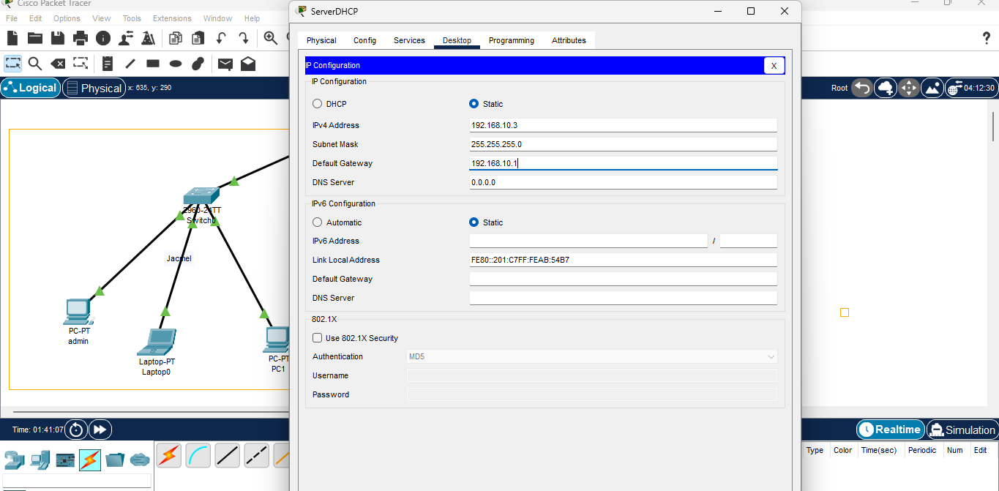 Cisco Packet Tracer
ServerDHCP
File Edit Options View Tools Extensions Window Help
Physical Config Services Desktop Programming Attributes
?
Logical Physical x: 635, y: 290
Root 04:12:30
IP Configuration X
IP Configuration
DHCP Static
IPv4 Address 192.168.10.3
Subnet Mask 255.255.255.0
Default Gateway 192.168.10.1
DNS Server 0.0.0.0
IPv6 Configuration
Automatic Static
IPv6 Address /
Link Local Address FE80::201:C7FF:FEAB:54B7
Default Gateway
DNS Server
802.1X
Use 802.1X Security
Authentication MD5
Username
Password
2960-24TT
Switch0
Jacmel
PC-PT
admin
Laptop-PT
Laptop0
PC-PT
PC1
Time: 01:41:07
Realtime Simulation
Type Color Time(sec) Periodic Num Edit